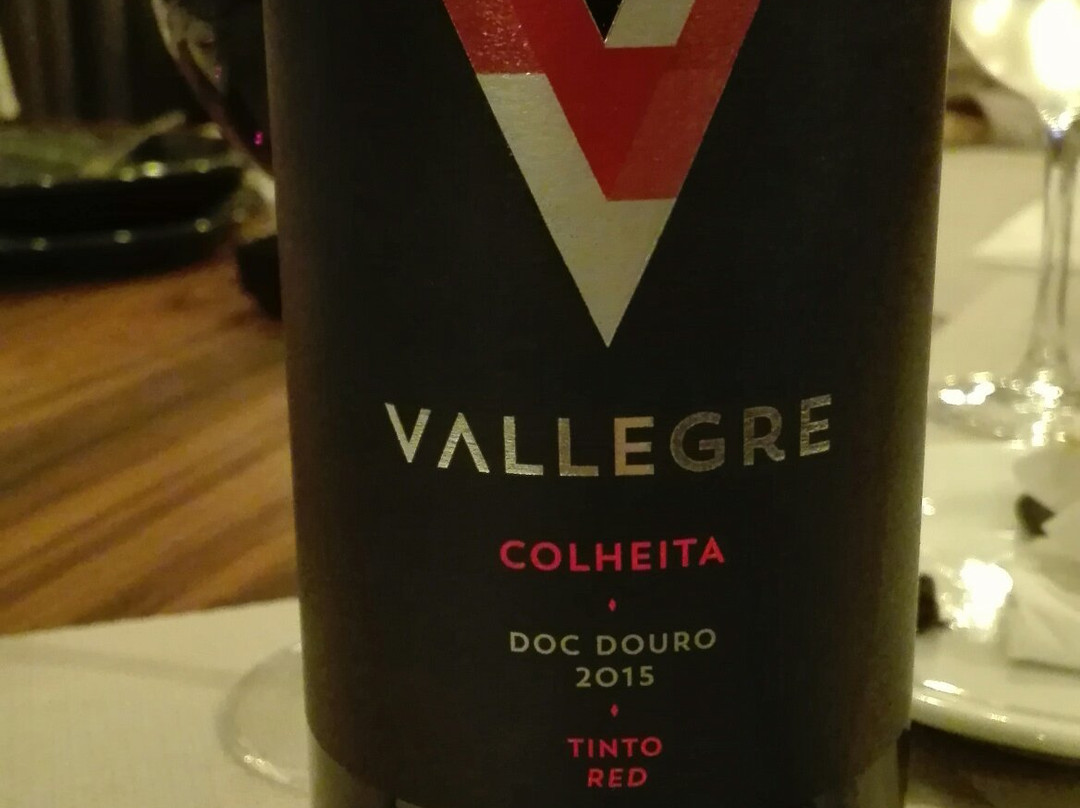 VALLEGRE
COLHEITA
DOC DOURO
2015
TINTO
RED